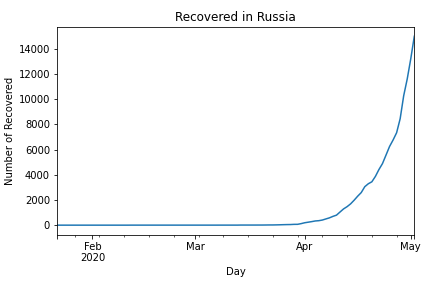 Recovered in Russia
Number of Recovered
14000
12000
10000
8000
6000
4000
2000
0
Feb
2020
Mar
Apr
May
Day